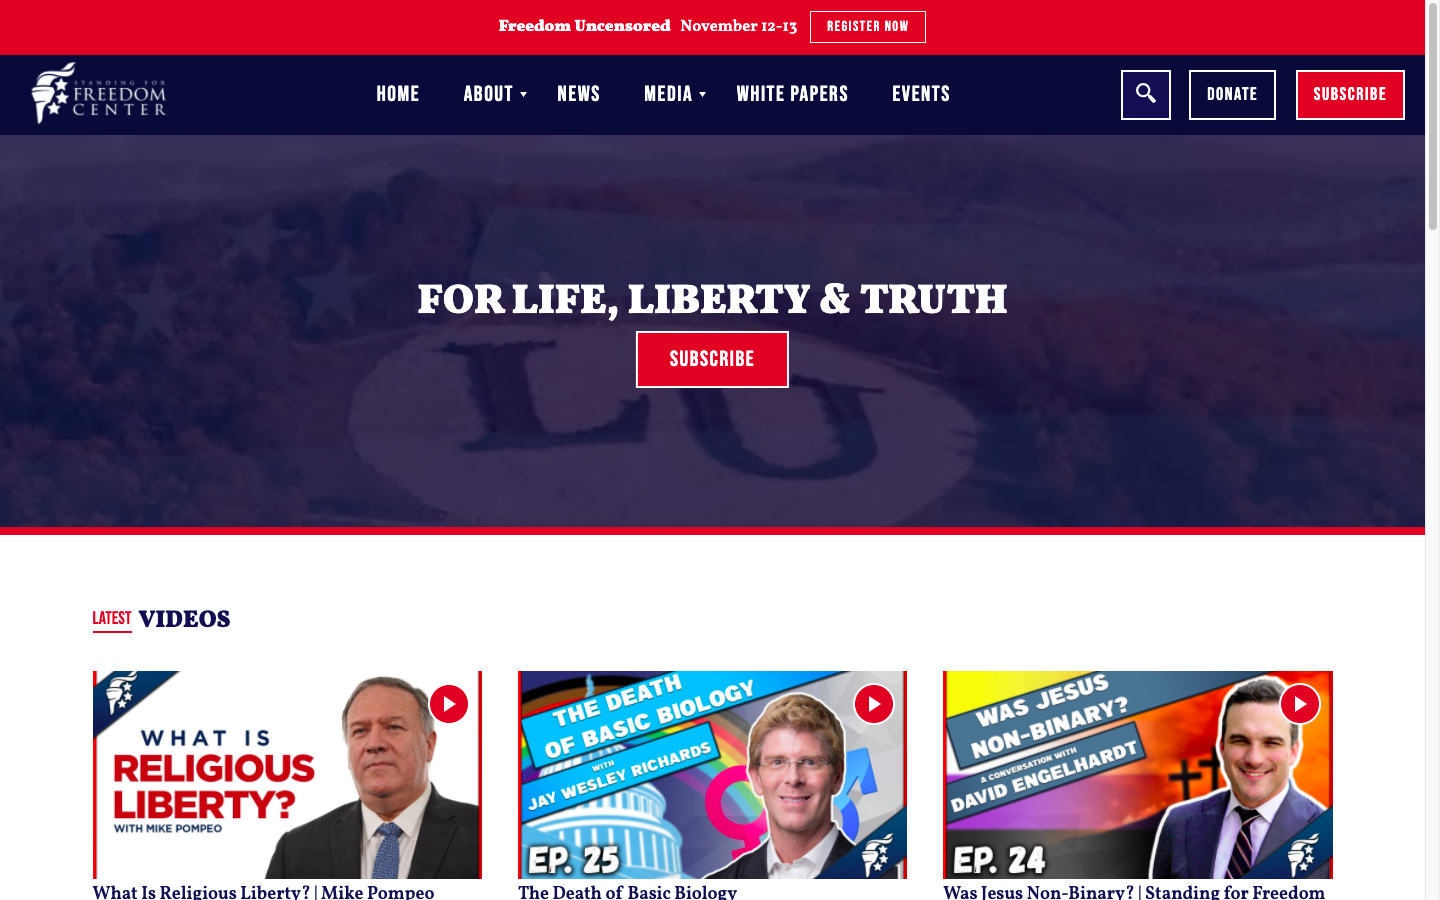 Freedom Uncensored November 12-13 REGISTER NOW
STANDING FOR
FREEDOM
CENTER
HOME ABOUT NEWS MEDIA WHITE PAPERS EVENTS DONATE SUBSCRIBE
FOR LIFE, LIBERTY & TRUTH
SUBSCRIBE
LU
LATEST VIDEOS
WHAT IS
RELIGIOUS
LIBERTY?
WITH MIKE POMPEO
THE DEATH
OF BASIC BIOLOGY
WITH
JAY WESLEY RICHARDS
EP. 25
WAS JESUS
NON-BINARY?
A CONVERSATION WITH
DAVID ENGELHARDT
EP. 24
What Is Religious Liberty? | Mike Pompeo
The Death of Basic Biology
Was Jesus Non-Binary? | Standing for Freedom